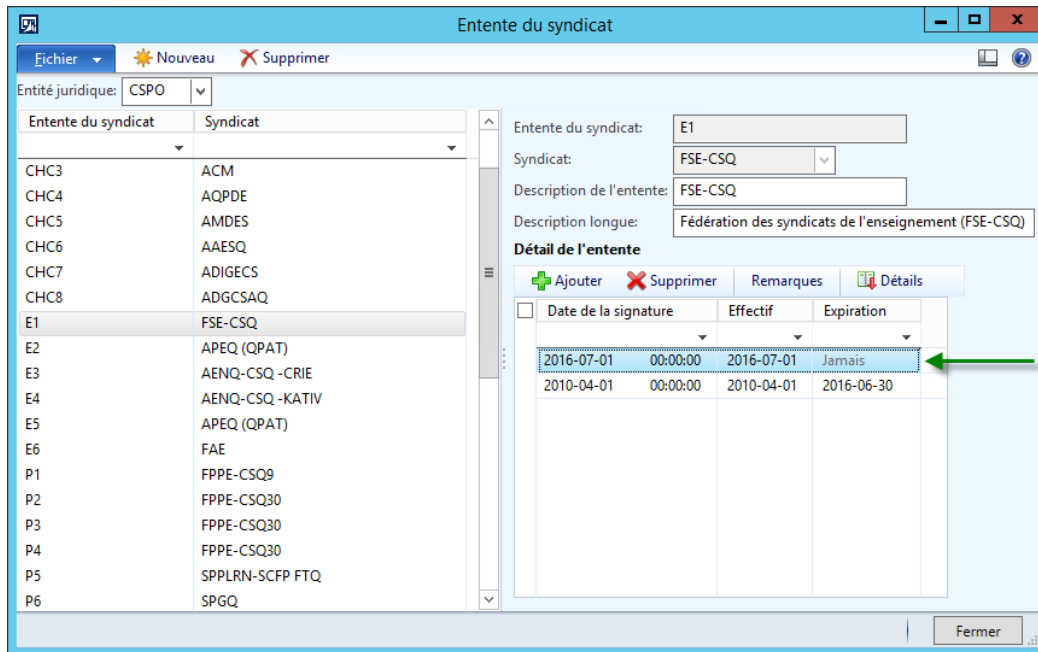 Entente du syndicat
Fichier Nouveau Supprimer
Entité juridique: CSPO
Entente du syndicat Syndicat
CHC3 ACM
CHC4 AQPDE
CHC5 AMDES
CHC6 AAESQ
CHC7 ADIGECS
CHC8 ADGCSAQ
E1 FSE-CSQ
E2 APEQ (QPAT)
E3 AENQ-CSQ -CRIE
E4 AENQ-CSQ -KATIV
E5 APEQ (QPAT)
E6 FAE
P1 FPPE-CSQ9
P2 FPPE-CSQ30
P3 FPPE-CSQ30
P4 FPPE-CSQ30
P5 SPPLRN-SCFP FTQ
P6 SPGQ
Entente du syndicat: E1
Syndicat: FSE-CSQ
Description de l'entente: FSE-CSQ
Description longue: Fédération des syndicats de l'enseignement (FSE-CSQ)
Détail de l'entente
Ajouter Supprimer Remarques Détails
Date de la signature Effectif Expiration
2016-07-01 00:00:00 2016-07-01 Jamais
2010-04-01 00:00:00 2010-04-01 2016-06-30
Fermer